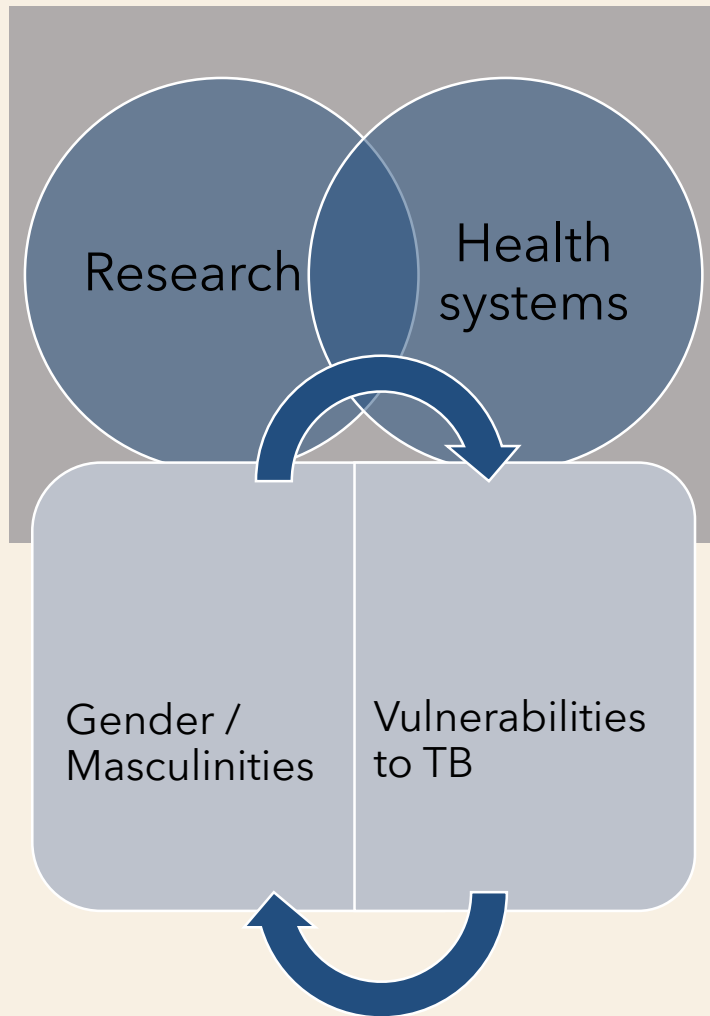 Research
Health
systems
Gender /
Masculinities
Vulnerabilities
to TB